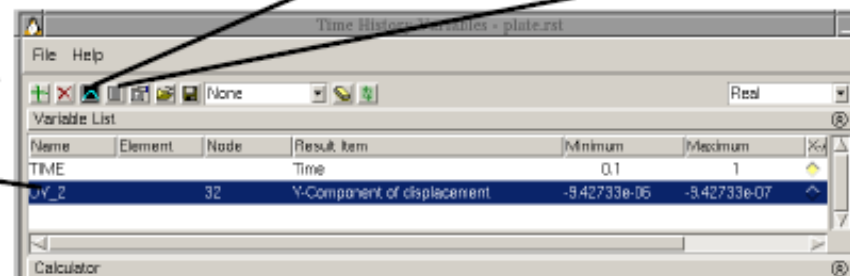 Time History Variables - plate.rst
File Help
None Real
Variable List
Name Element Node Result Item Minimum Maximum X-A
TIME Time 0.1 1
UY_2 32 Y-Component of displacement -9.42733e-06 -9.42733e-07
Calculator